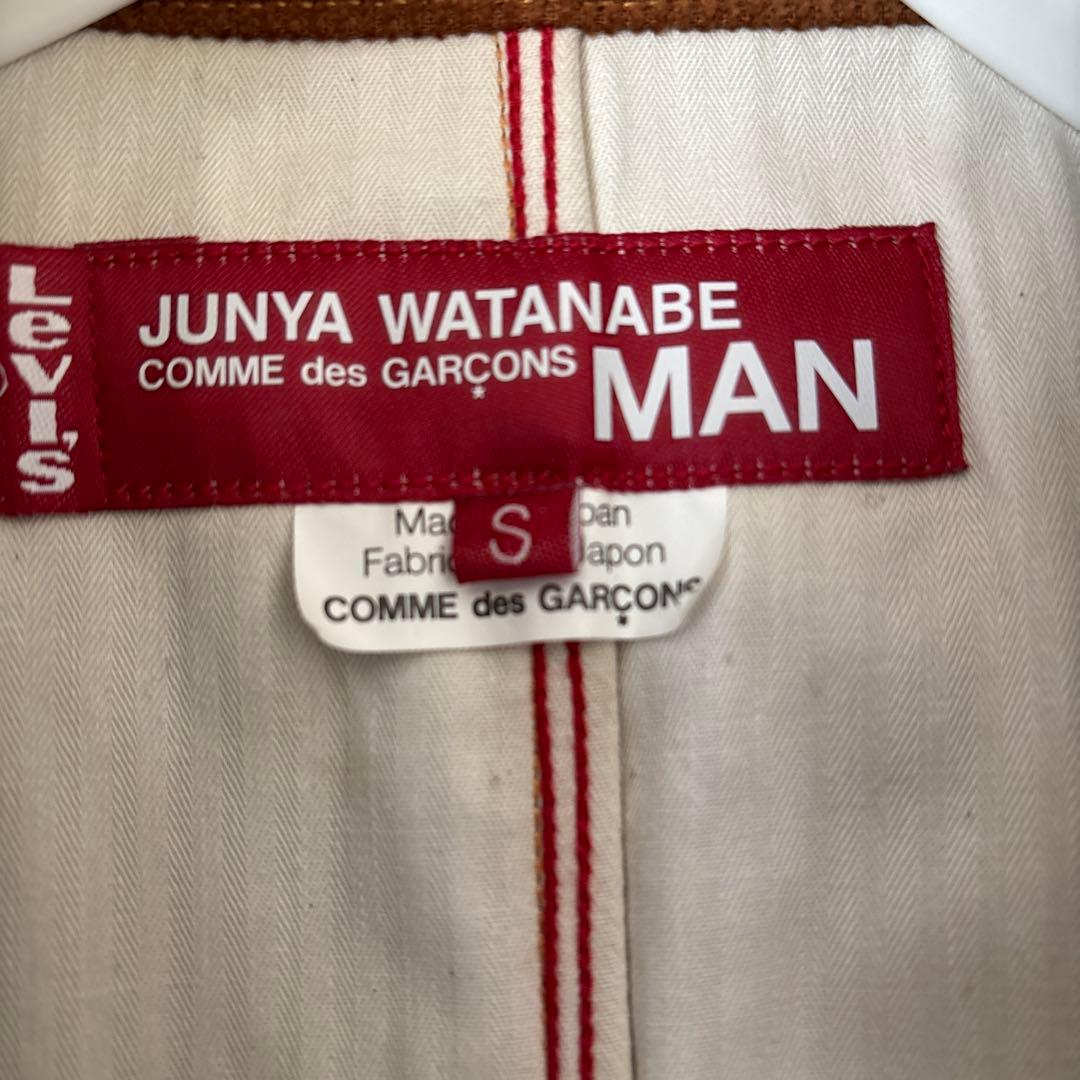 Levi's
JUNYA WATANABE
COMME des GARÇONS MAN
S
COMME des GARÇONS